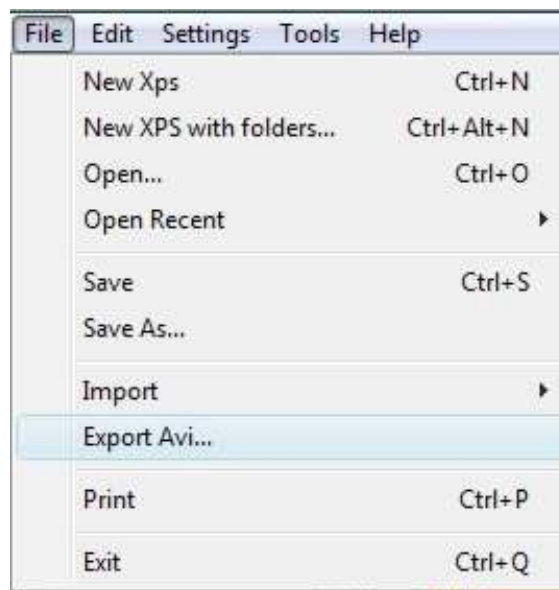 File Edit Settings Tools Help
New Xps Ctrl+N
New XPS with folders... Ctrl+Alt+N
Open... Ctrl+O
Open Recent
Save Ctrl+S
Save As...
Import
Export Avi...
Print Ctrl+P
Exit Ctrl+Q